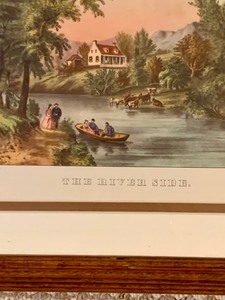 THE RIVER SIDE.